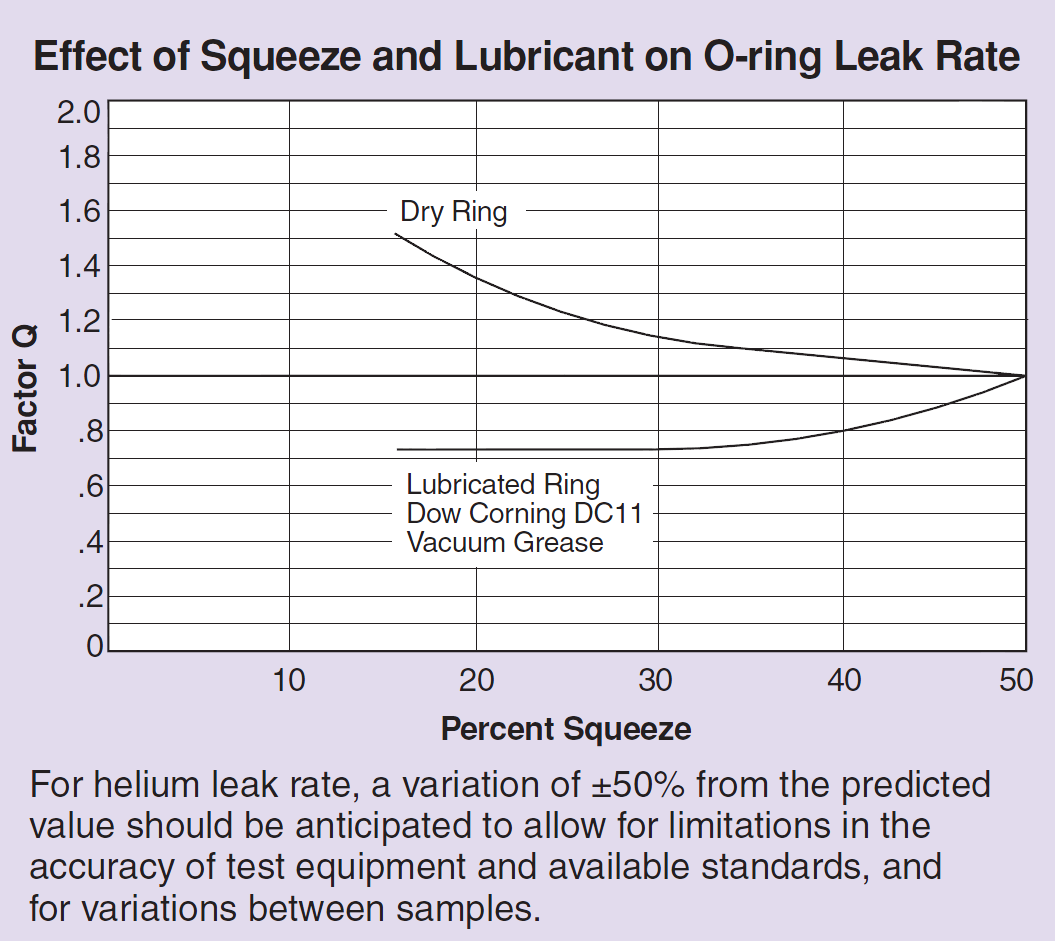 Effect of Squeeze and Lubricant on O-ring Leak Rate
2.0
1.8
1.6
1.4
1.2
1.0
.8
.6
.4
.2
0
Factor Q
Dry Ring
Lubricated Ring
Dow Corning DC11
Vacuum Grease
10 20 30 40 50
Percent Squeeze
For helium leak rate, a variation of ±50% from the predicted
value should be anticipated to allow for limitations in the
accuracy of test equipment and available standards, and
for variations between samples.